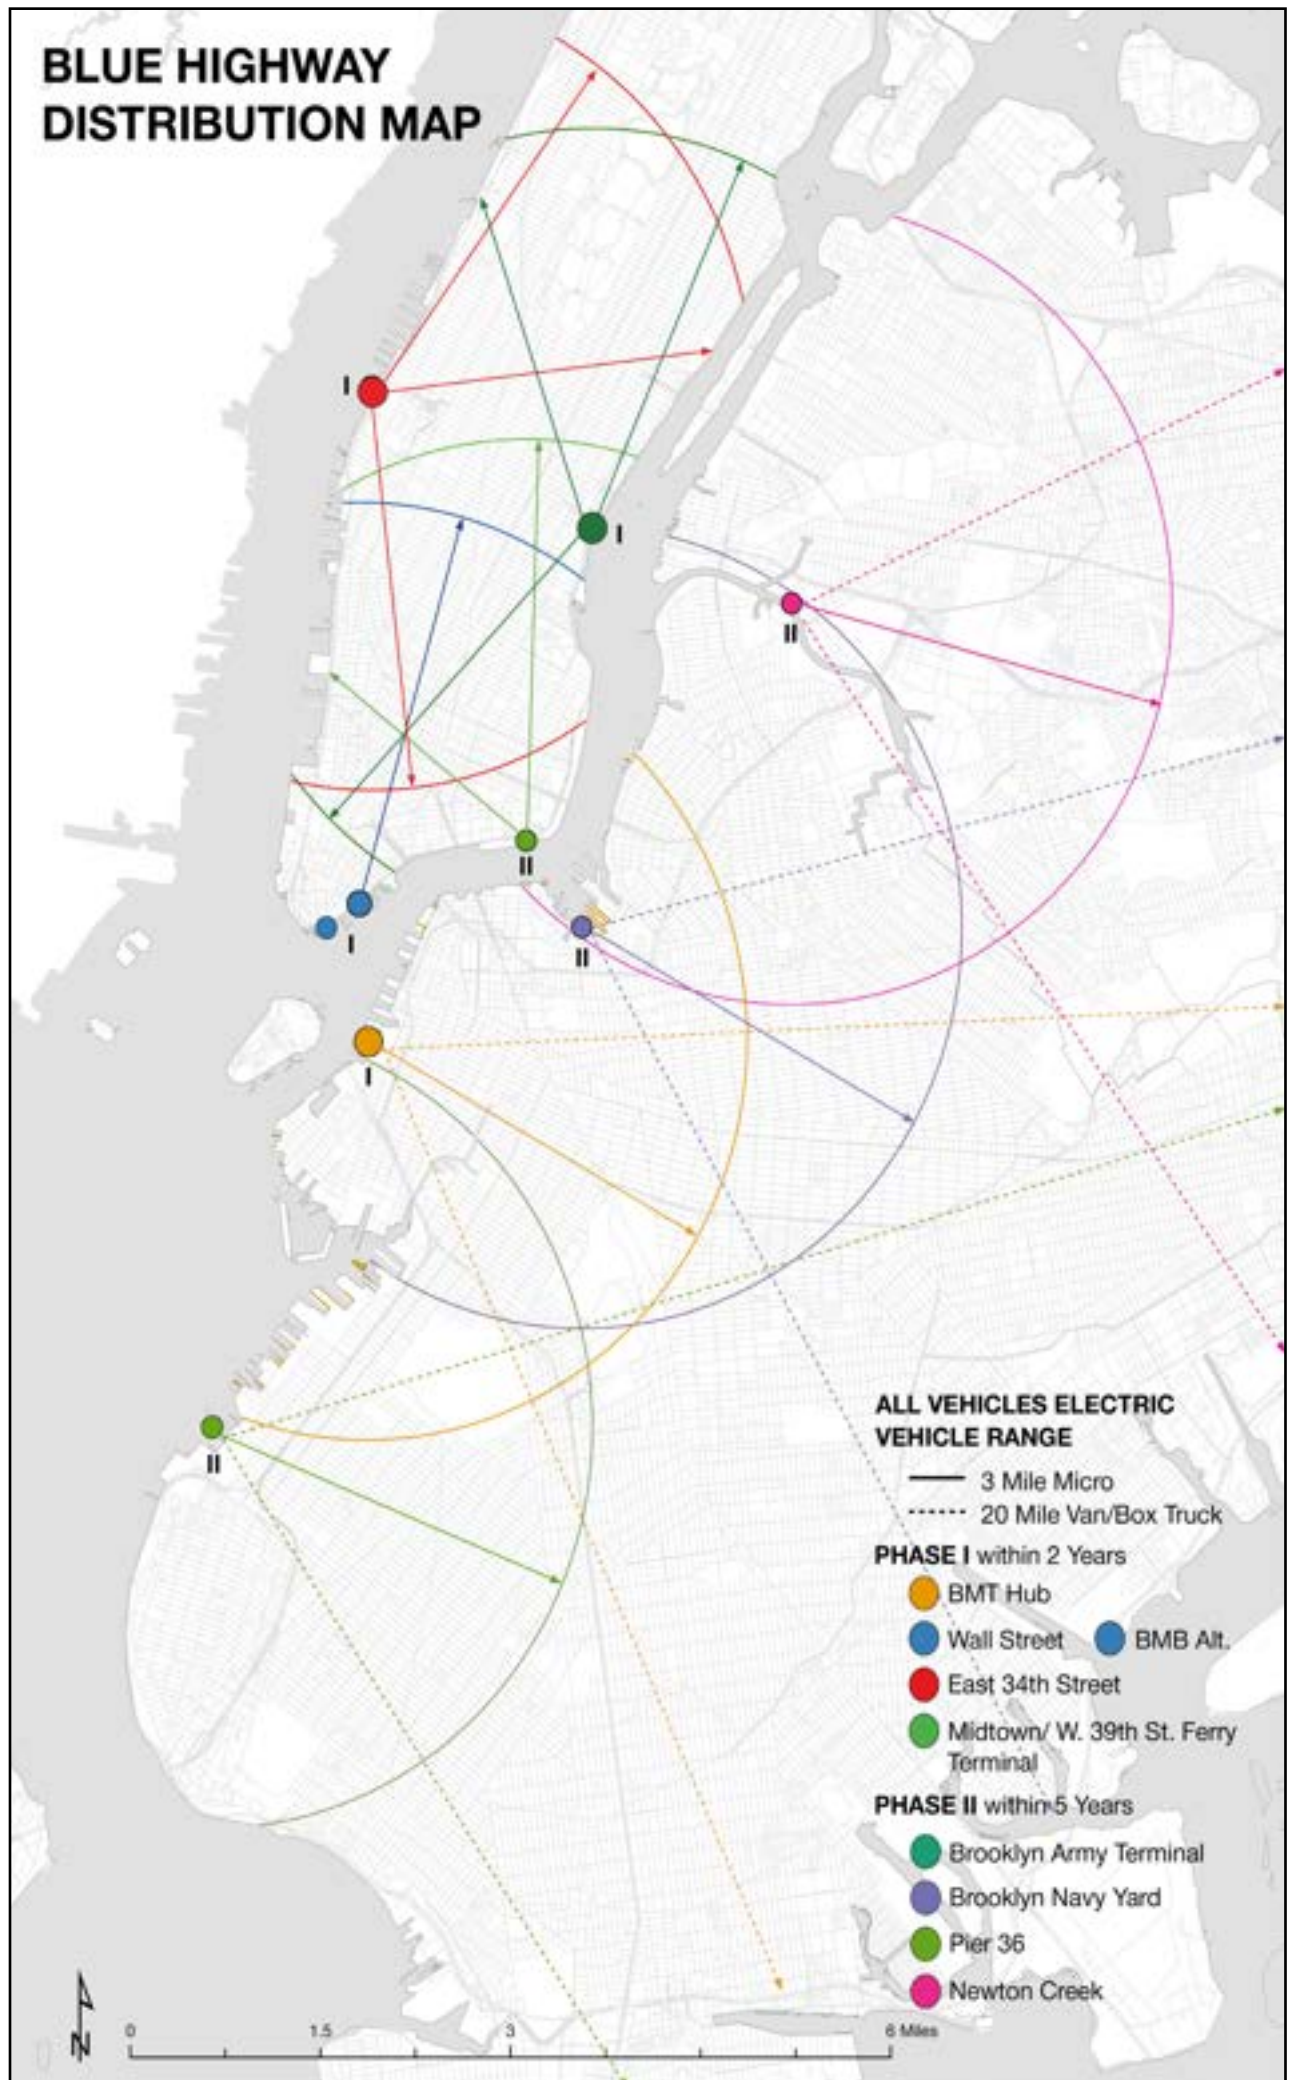 BLUE HIGHWAY
DISTRIBUTION MAP
I
I
II
II
I
II
I
II
ALL VEHICLES ELECTRIC
VEHICLE RANGE
3 Mile Micro
20 Mile Van/Box Truck
PHASE I within 2 Years
BMT Hub
Wall Street BMB Alt.
East 34th Street
Midtown/ W. 39th St. Ferry
Terminal
PHASE II within 5 Years
Brooklyn Army Terminal
Brooklyn Navy Yard
Pier 36
Newton Creek
N
0 1.5 3 6 Miles